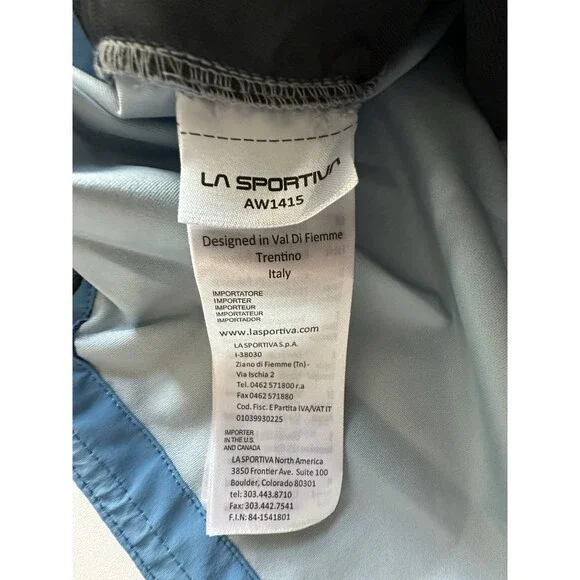 LA SPORTIVA
AW1415
Designed in Val Di Fiemme
Trentino
Italy
IMPORTATORE
IMPORTER
IMPORTEUR
IMPORTATEUR
IMPORTADOR
www.lasportiva.com
LA SPORTIVA S.p.A.
I-38030
Ziano di Fiemme (Tn) -
Via Ischia 2
Tel. 0462 571800 r.a
Fax 0462 571880
Cod. Fisc. E Partita IVA/VAT IT
01039930225
IMPORTER
IN THE U.S.
AND CANADA
LA SPORTIVA North America
3850 Frontier Ave. Suite 100
Boulder, Colorado 80301
tel: 303.443.8710
Fax: 303.442.7541
F.I.N: 84-1541801